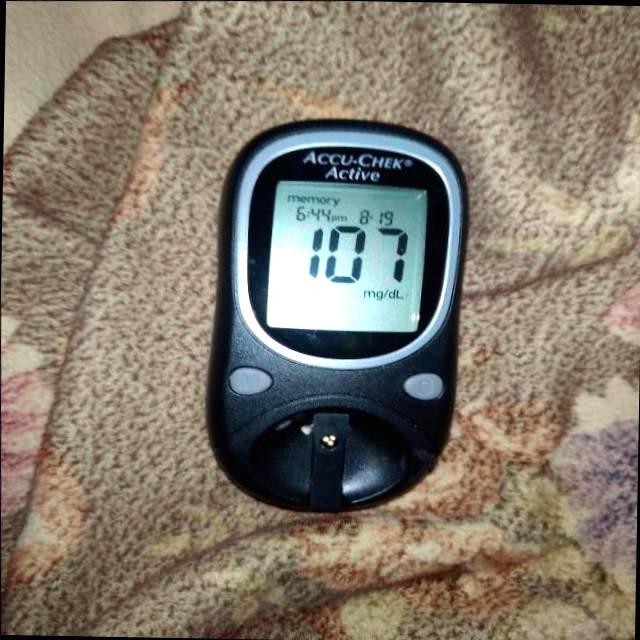 ACCU-CHEK®
Active
memory
6:44pm 8-19
107
mg/dL
M
S